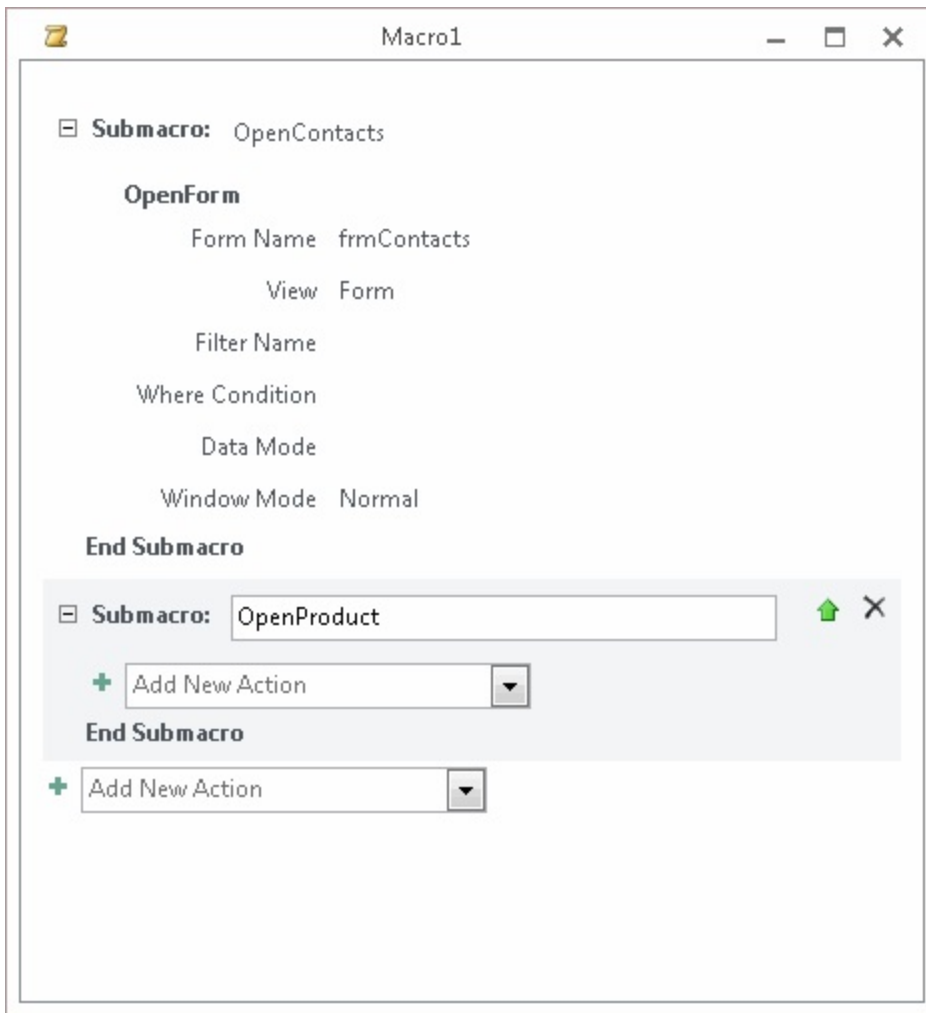 Macro1
Submacro: OpenContacts
OpenForm
Form Name frmContacts
View Form
Filter Name
Where Condition
Data Mode
Window Mode Normal
End Submacro
Submacro: OpenProduct
Add New Action
End Submacro
Add New Action